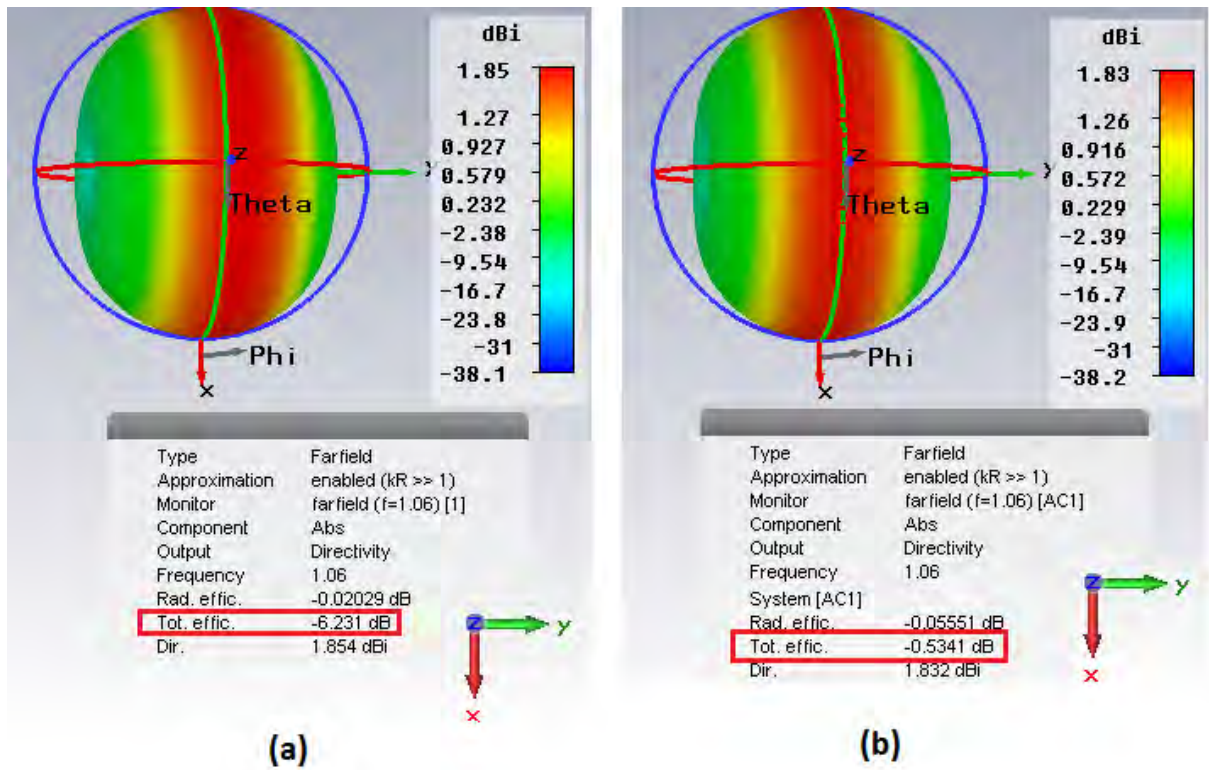 dBi
1.85
1.27
0.927
0.579
0.232
-2.38
-9.54
-16.7
-23.8
-31
-38.1
z
Theta
Phi
x
Type Farfield
Approximation enabled (kR >> 1)
Monitor farfield (f=1.06) [1]
Component Abs
Output Directivity
Frequency 1.06
Rad. effic. -0.02029 dB
Tot. effic. -6.231 dB
Dir. 1.854 dBi
z
y
x
(a)
dBi
1.83
1.26
0.916
0.572
0.229
-2.39
-9.54
-16.7
-23.9
-31
-38.2
z
Theta
Phi
x
Type Farfield
Approximation enabled (kR >> 1)
Monitor farfield (f=1.06) [AC1]
Component Abs
Output Directivity
Frequency 1.06
System [AC1]
Rad. effic. -0.05551 dB
Tot. effic. -0.5341 dB
Dir. 1.832 dBi
z
y
x
(b)